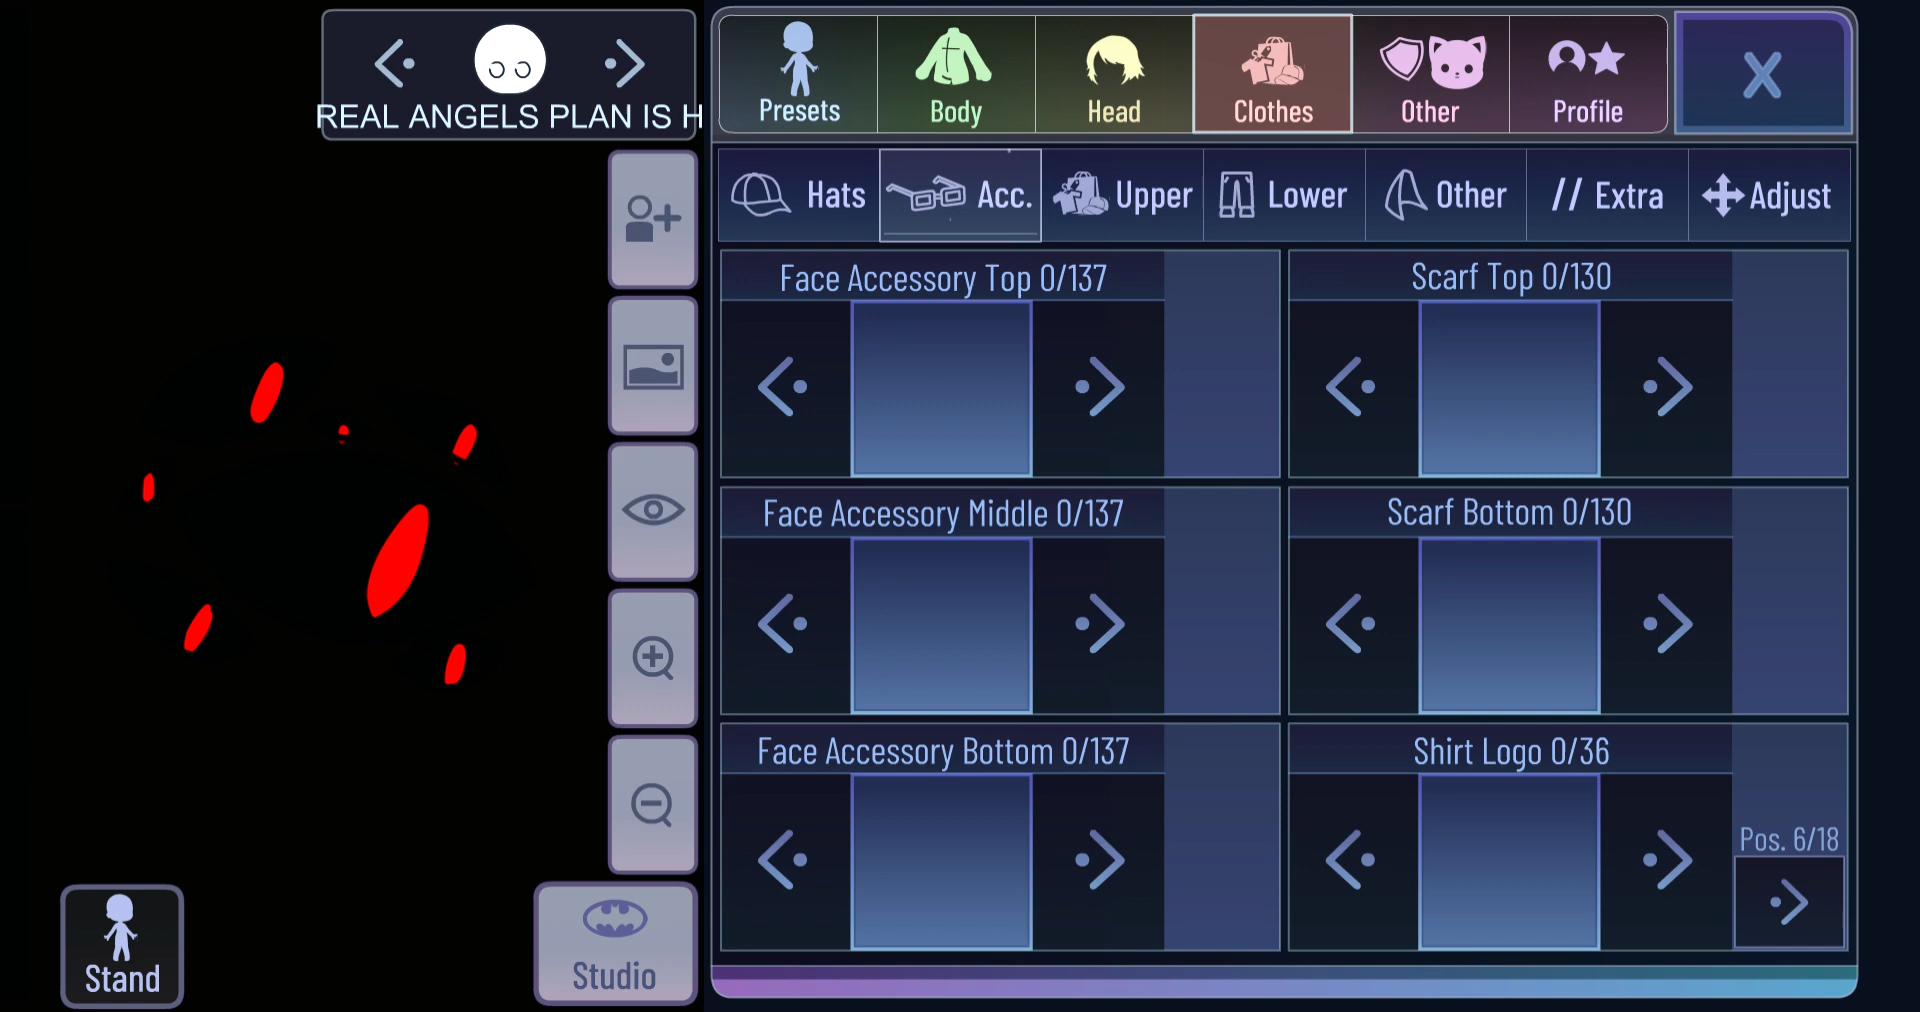 REAL ANGELS PLAN IS H
Presets
Body
Head
Clothes
Other
Profile
X
Hats
Acc.
Upper
Lower
Other
// Extra
Adjust
Face Accessory Top 0/137
Scarf Top 0/130
Face Accessory Middle 0/137
Scarf Bottom 0/130
Face Accessory Bottom 0/137
Shirt Logo 0/36
Pos. 6/18
Stand
Studio